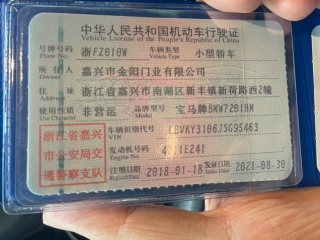 中华人民共和国机动车行驶证
Vehicle License of the People's Republic of China
号牌号码 Plate No. 浙FZ010W 车辆类型 Vehicle Type 小型轿车
所有人 Owner 嘉兴市金阳门业有限公司
住址 Address 浙江省嘉兴市南湖区新丰镇新荷路西2幢
使用性质 Use Character 非营运 品牌型号 Model 宝马牌BMW7201HM
浙江省嘉兴
市公安局交
通警察支队
车辆识别代号 VIN LBVKY3106JSG95463
发动机号码 Engine No.
注册日期 Register Date 2018-01-18 发证日期 Issue Date 2021-08-30